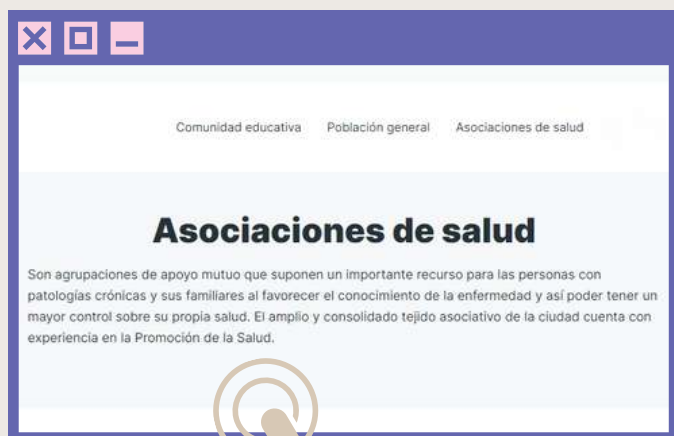 Comunidad educativa Población general Asociaciones de salud
Asociaciones de salud
Son agrupaciones de apoyo mutuo que suponen un importante recurso para las personas con
patologías crónicas y sus familiares al favorecer el conocimiento de la enfermedad y así poder tener un
mayor control sobre su propia salud. El amplio y consolidado tejido asociativo de la ciudad cuenta con
experiencia en la Promoción de la Salud.